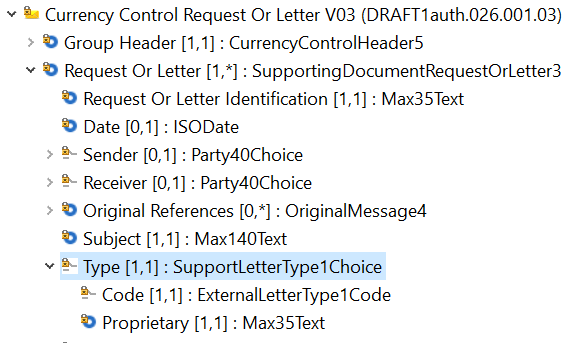 Currency Control Request Or Letter V03 (DRAFT1auth.026.001.03)
Group Header [1,1] : CurrencyControlHeader5
Request Or Letter [1,*] : SupportingDocumentRequestOrLetter3
Request Or Letter Identification [1,1] : Max35Text
Date [0,1] : ISODate
Sender [0,1] : Party40Choice
Receiver [0,1] : Party40Choice
Original References [0,*] : OriginalMessage4
Subject [1,1] : Max140Text
Type [1,1] : SupportLetterType1Choice
Code [1,1] : ExternalLetterType1Code
Proprietary [1,1] : Max35Text